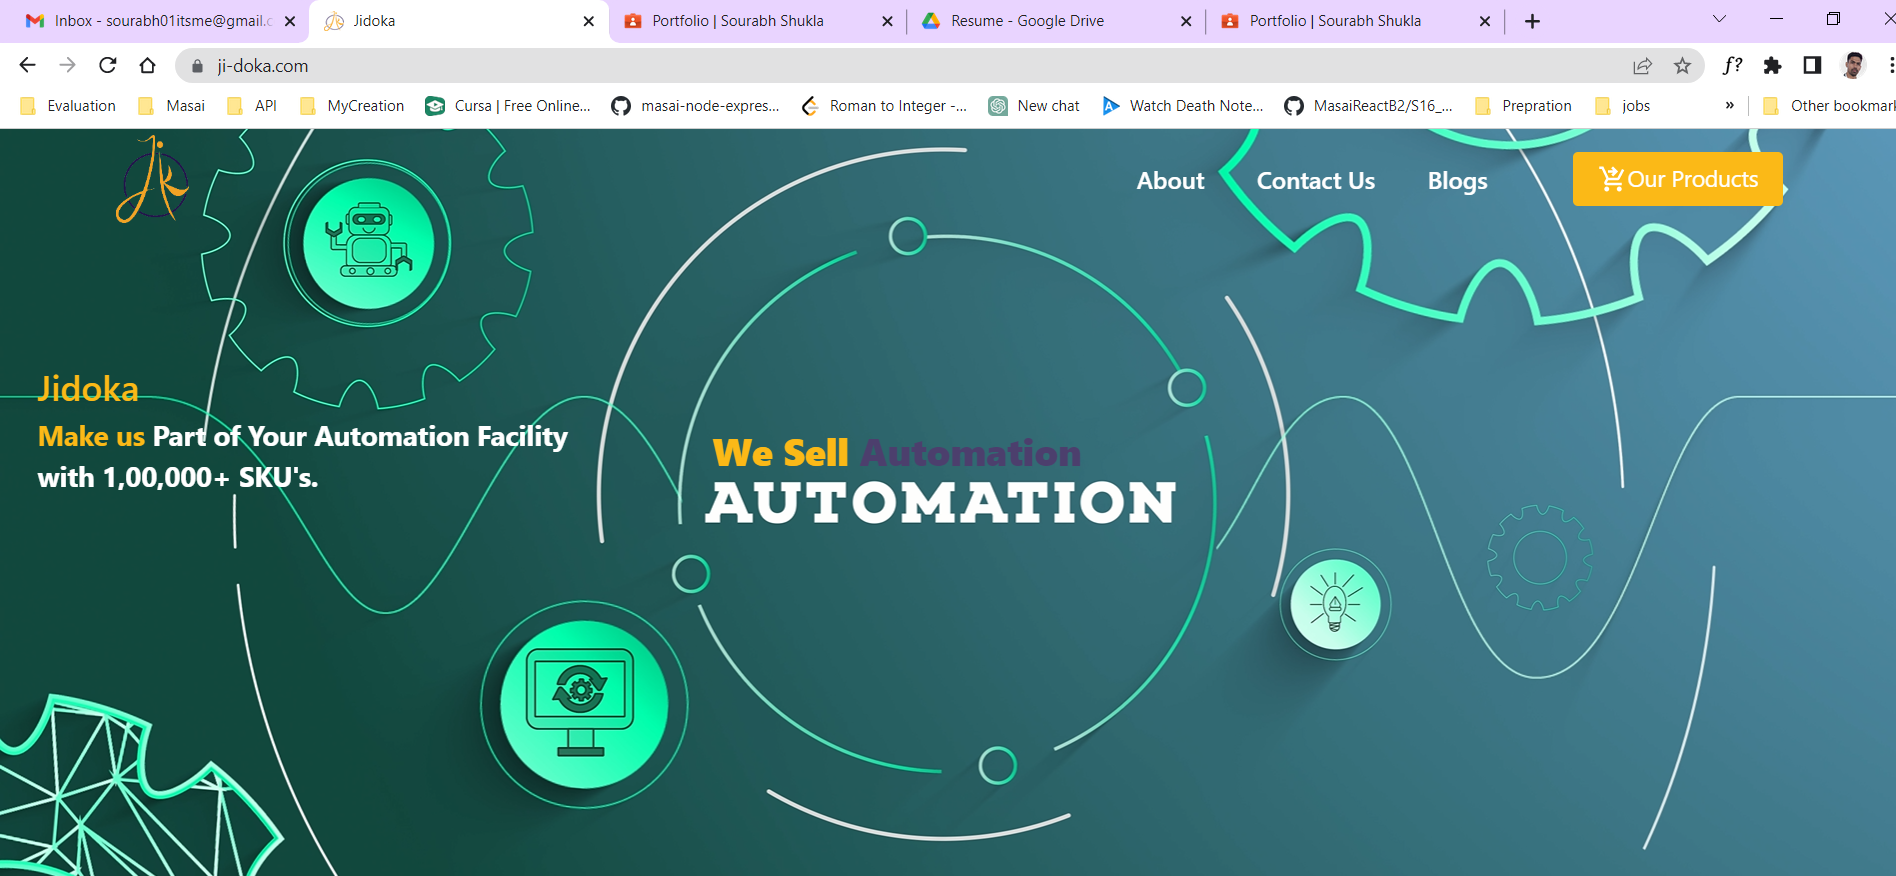 Inbox - sourabh01itsme@gmail.c
Jidoka
Portfolio | Sourabh Shukla
Resume - Google Drive
Portfolio | Sourabh Shukla
ji-doka.com
f?
Evaluation
Masai
API
MyCreation
Cursa | Free Online...
masai-node-expres...
Roman to Integer -...
New chat
Watch Death Note...
MasaiReactB2/S16_...
Prepration
jobs
»
Other bookmark
About
Contact Us
Blogs
Our Products
Jidoka
Make us Part of Your Automation Facility
with 1,00,000+ SKU's.
We Sell Automation
AUTOMATION